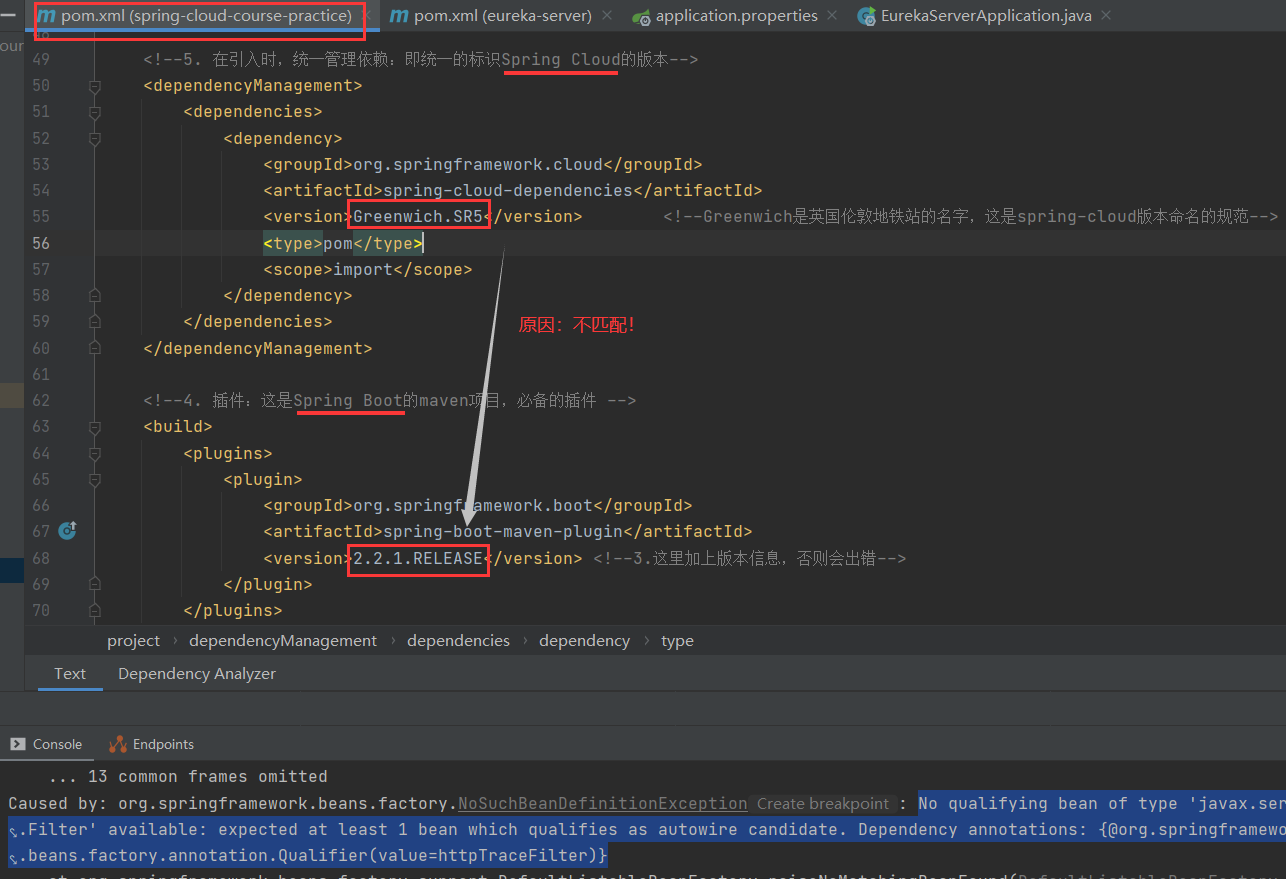 pom.xml (spring-cloud-course-practice) pom.xml (eureka-server) application.properties EurekaServerApplication.java
our
49 <!--5. 在引入时，统一管理依赖：即统一的标识Spring Cloud的版本-->
50 <dependencyManagement>
51 <dependencies>
52 <dependency>
53 <groupId>org.springframework.cloud</groupId>
54 <artifactId>spring-cloud-dependencies</artifactId>
55 <version>Greenwich.SR5</version> <!--Greenwich是英国伦敦地铁站的名字，这是spring-cloud版本命名的规范-->
56 <type>pom</type>
57 <scope>import</scope>
58 </dependency>
59 </dependencies>
原因：不匹配！
60 </dependencyManagement>
61
62 <!--4. 插件：这是Spring Boot的maven项目，必备的插件 -->
63 <build>
64 <plugins>
65 <plugin>
66 <groupId>org.springframework.boot</groupId>
67 <artifactId>spring-boot-maven-plugin</artifactId>
68 <version>2.2.1.RELEASE</version> <!--3.这里加上版本信息，否则会出错-->
69 </plugin>
70 </plugins>
project › dependencyManagement › dependencies › dependency › type
Text Dependency Analyzer
Console Endpoints
... 13 common frames omitted
Caused by: org.springframework.beans.factory.NoSuchBeanDefinitionException Create breakpoint : No qualifying bean of type 'javax.ser
.Filter' available: expected at least 1 bean which qualifies as autowire candidate. Dependency annotations: {@org.springframewo
.beans.factory.annotation.Qualifier(value=httpTraceFilter)}